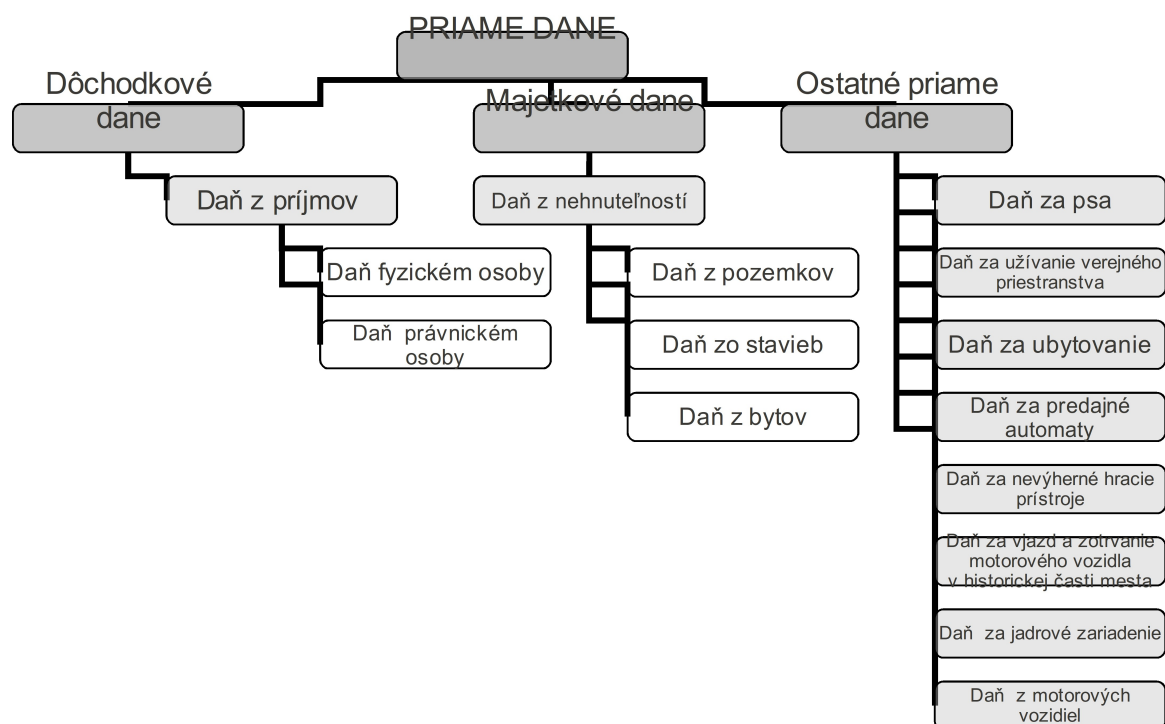 PRIAME DANE
Dôchodkové
dane
Majetkové dane
Ostatné priame
dane
Daň z príjmov
Daň fyzickém osoby
Daň právnickém
osoby
Daň z nehnuteľností
Daň z pozemkov
Daň zo stavieb
Daň z bytov
Daň za psa
Daň za užívanie verejného
priestranstva
Daň za ubytovanie
Daň za predajné
automaty
Daň za nevýherné hracie
prístroje
Daň za vjazd a zotrvanie
motorového vozidla
v historickej časti mesta
Daň za jadrové zariadenie
Daň z motorových
vozidiel